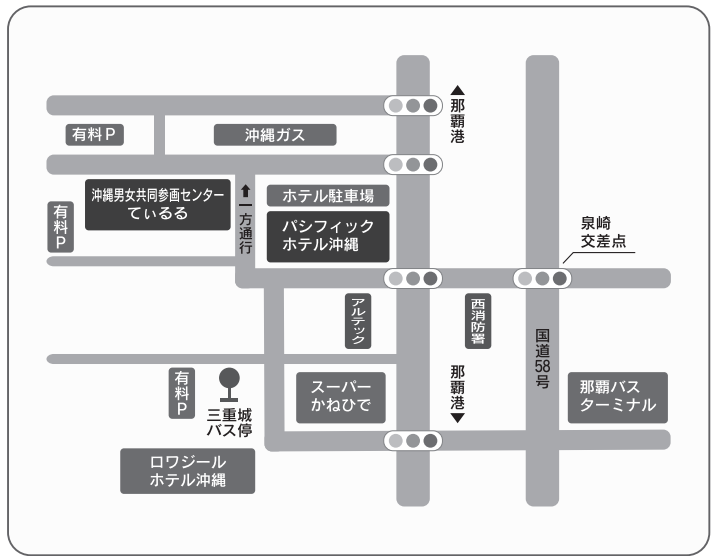 有料P
沖縄ガス
▲
那覇港
沖縄男女共同参画センター
てぃるる
有料P
↑
一方通行
ホテル駐車場
パシフィック
ホテル沖縄
泉崎
交差点
アルテック
西消防署
国道58号
有料P
三重城
バス停
スーパー
かねひで
那覇港
▼
那覇バス
ターミナル
ロワジール
ホテル沖縄